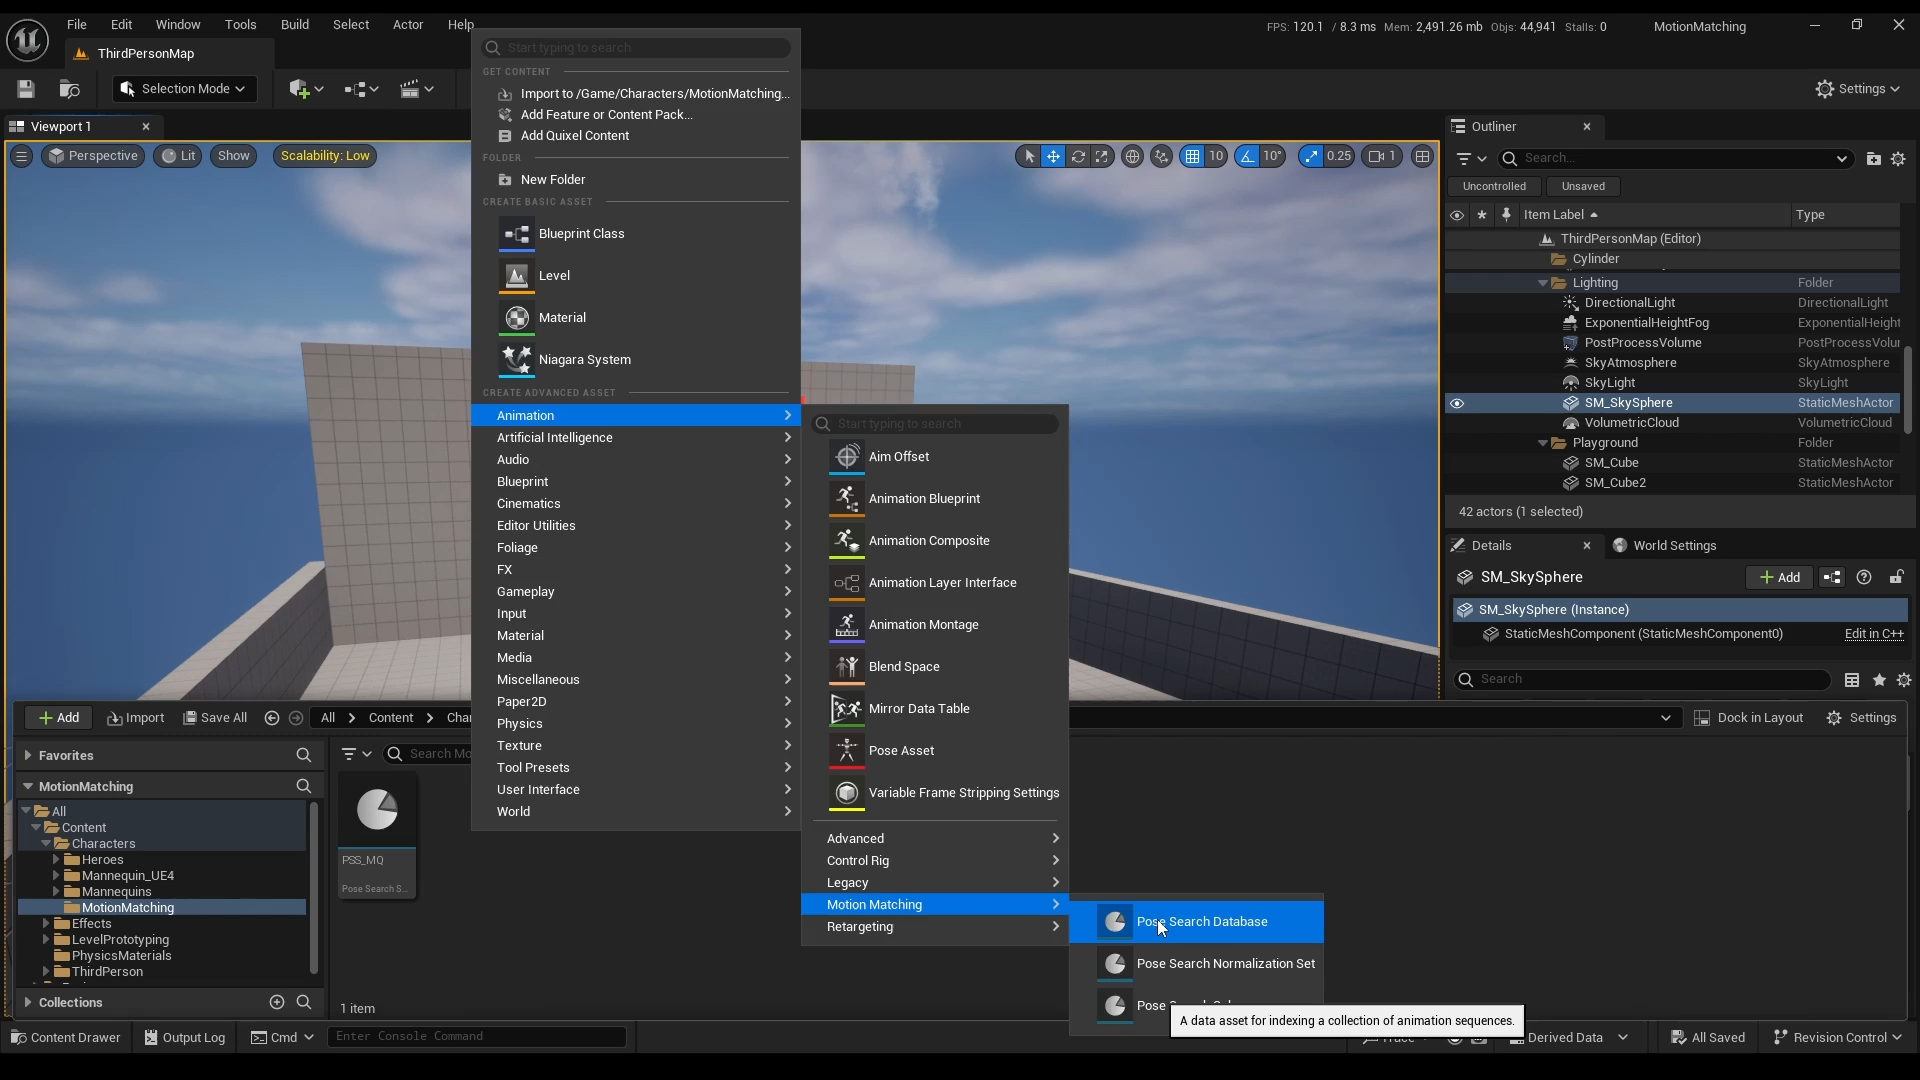 File Edit Window Tools Build Select Actor Help
FPS: 120.1 / 8.3 ms Mem: 2,491.26 mb Objs: 44,941 Stalls: 0
MotionMatching
ThirdPersonMap
Selection Mode
Settings
Viewport 1
Perspective
Lit
Show
Scalability: Low
10
10°
0.25
1
Start typing to search
GET CONTENT
Import to /Game/Characters/MotionMatching...
Add Feature or Content Pack...
Add Quixel Content
FOLDER
New Folder
CREATE BASIC ASSET
Blueprint Class
Level
Material
Niagara System
CREATE ADVANCED ASSET
Animation
Artificial Intelligence
Audio
Blueprint
Cinematics
Editor Utilities
Foliage
FX
Gameplay
Input
Material
Media
Miscellaneous
Paper2D
Physics
Texture
Tool Presets
User Interface
World
Start typing to search
Aim Offset
Animation Blueprint
Animation Composite
Animation Layer Interface
Animation Montage
Blend Space
Mirror Data Table
Pose Asset
Variable Frame Stripping Settings
Advanced
Control Rig
Legacy
Motion Matching
Retargeting
Pose Search Database
Pose Search Normalization Set
Pose
A data asset for indexing a collection of animation sequences.
Outliner
Search...
Uncontrolled
Unsaved
Item Label
Type
ThirdPersonMap (Editor)
Cylinder
Lighting Folder
DirectionalLight DirectionalLight
ExponentialHeightFog ExponentialHeight
PostProcessVolume PostProcessVolu
SkyAtmosphere SkyAtmosphere
SkyLight SkyLight
SM_SkySphere StaticMeshActor
VolumetricCloud VolumetricCloud
Playground Folder
SM_Cube StaticMeshActor
SM_Cube2 StaticMeshActor
42 actors (1 selected)
Details
World Settings
SM_SkySphere
Add
SM_SkySphere (Instance)
StaticMeshComponent (StaticMeshComponent0) Edit in C++
Search
Add
Import
Save All
All
Content
Cha
Dock in Layout
Settings
Favorites
Search Mo
MotionMatching
All
Content
Characters
Heroes
Mannequin_UE4
Mannequins
MotionMatching
Effects
LevelPrototyping
PhysicsMaterials
ThirdPerson
Collections
PSS_MQ
Pose Search S...
1 item
Content Drawer
Output Log
Cmd
Enter Console Command
Trace
Derived Data
All Saved
Revision Control